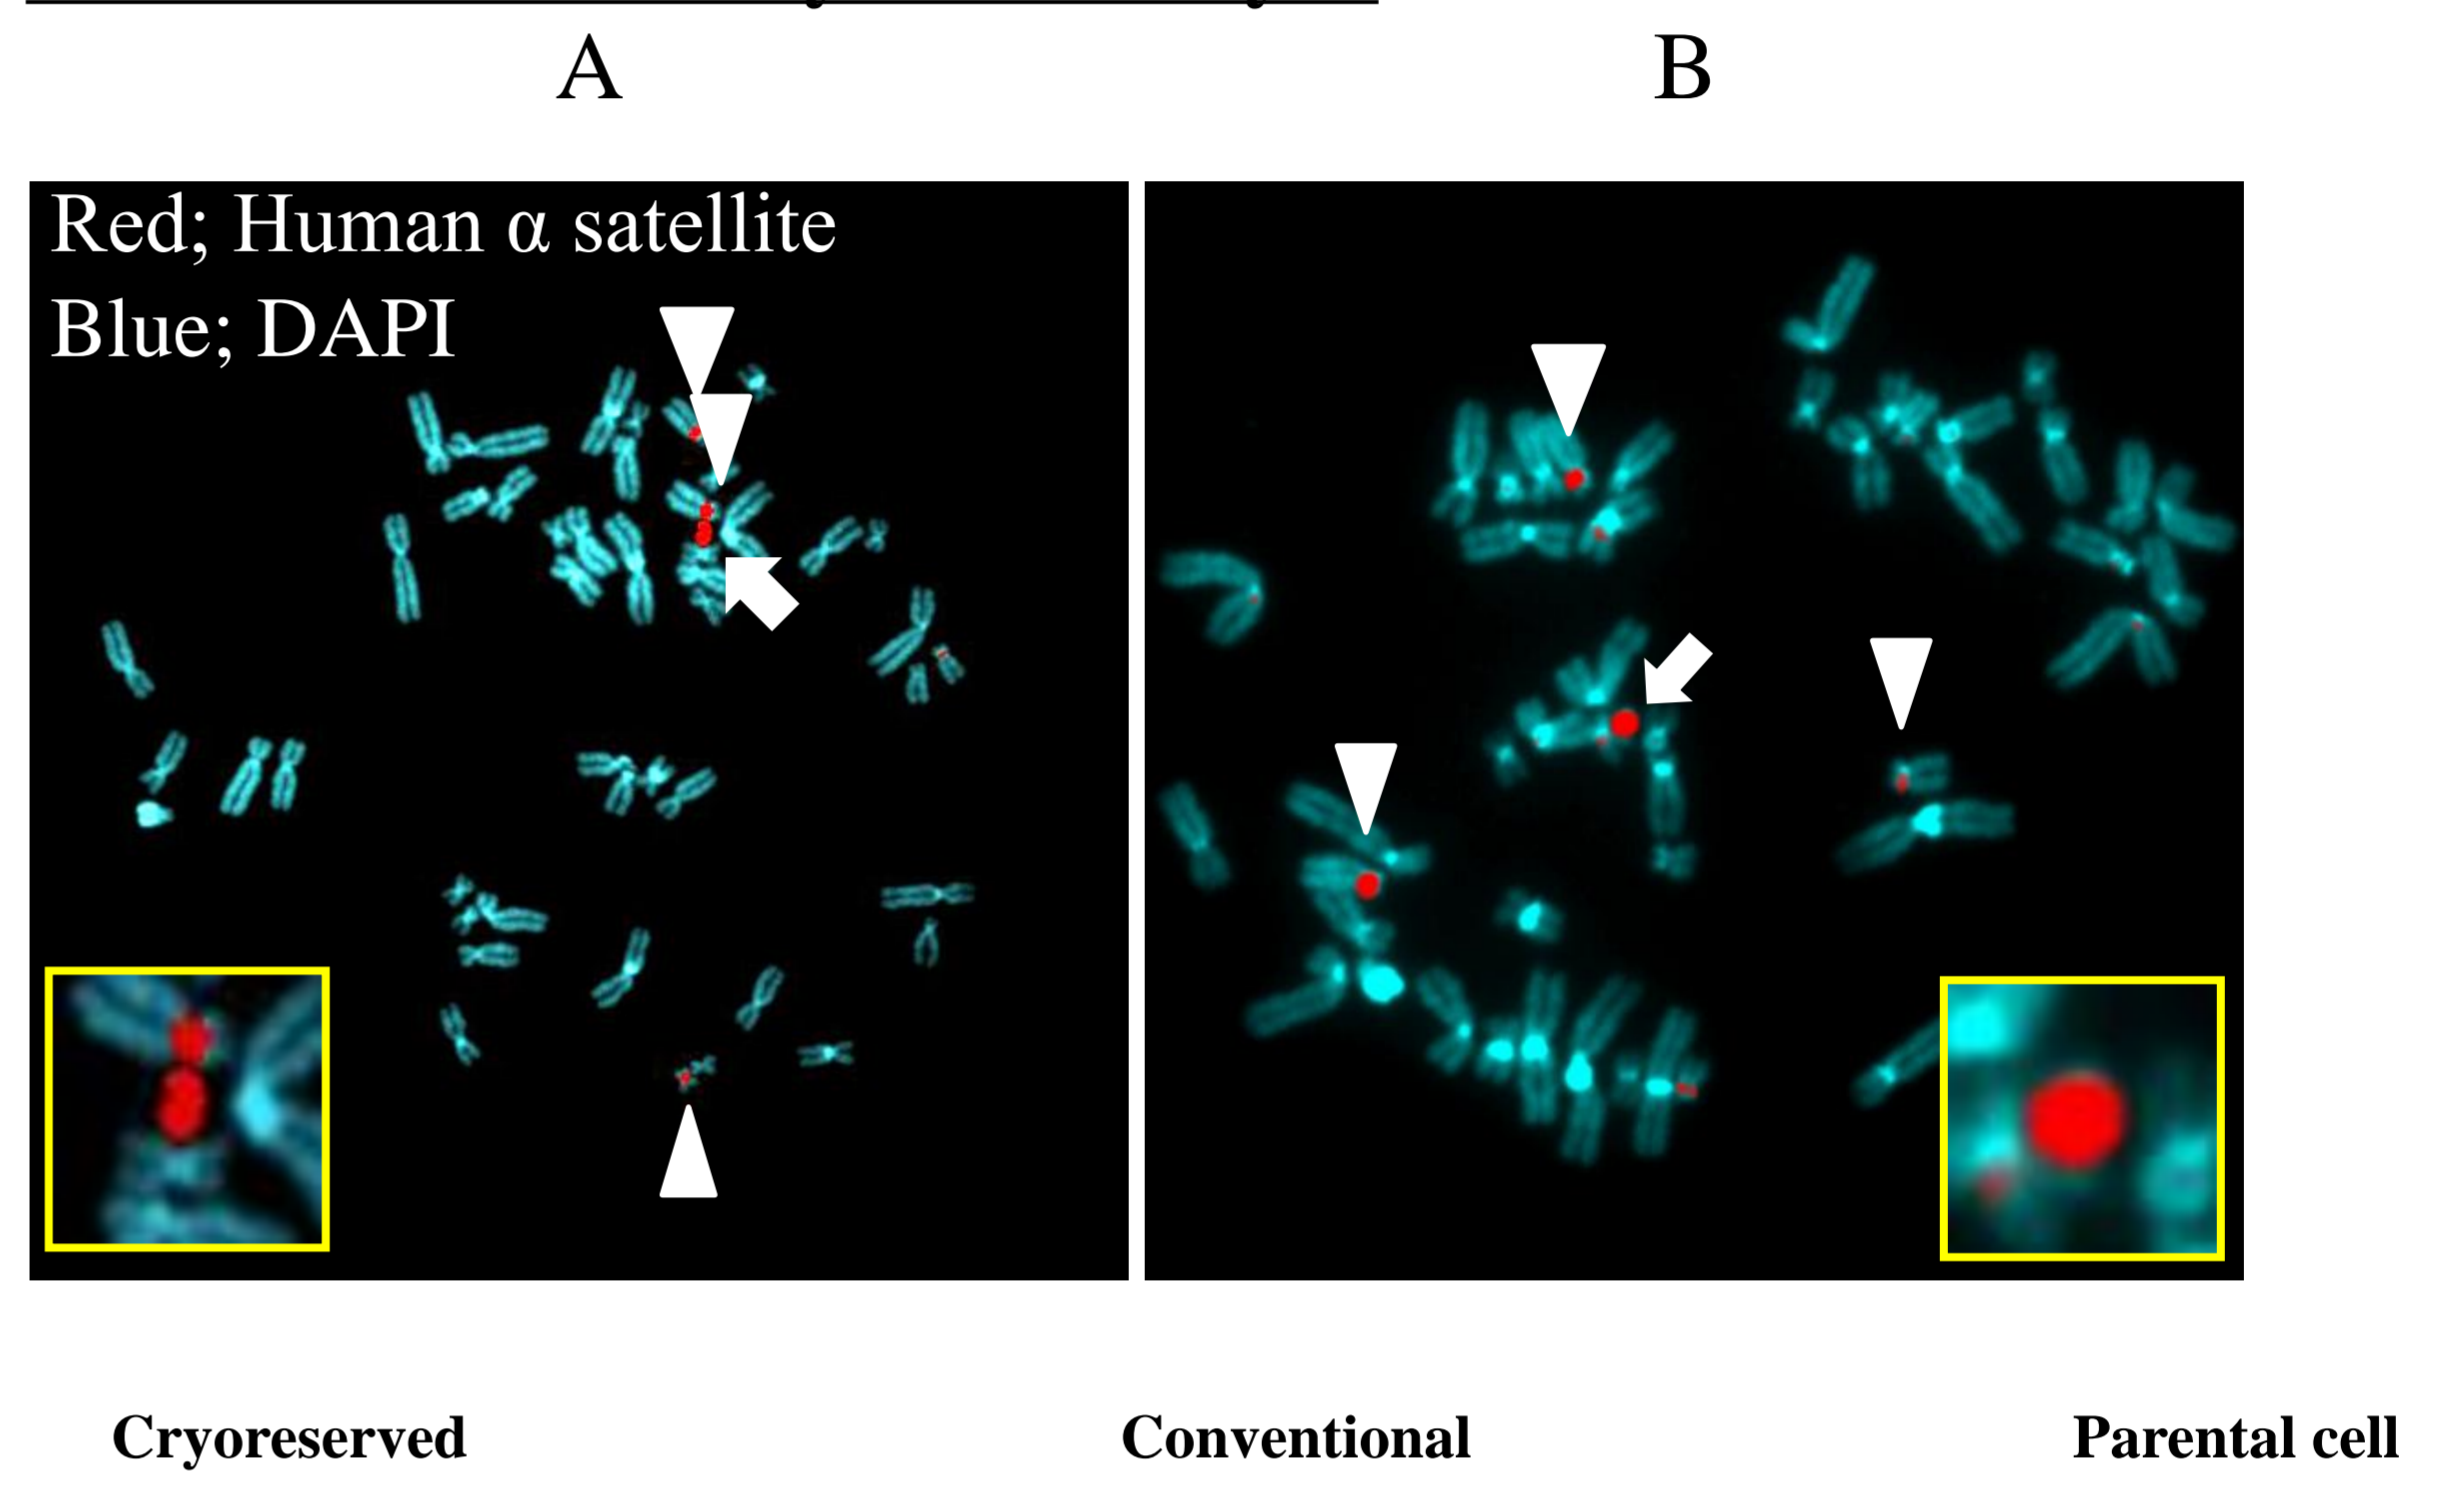 A
B
Red; Human α satellite
Blue; DAPI
Cryoreserved
Conventional
Parental cell